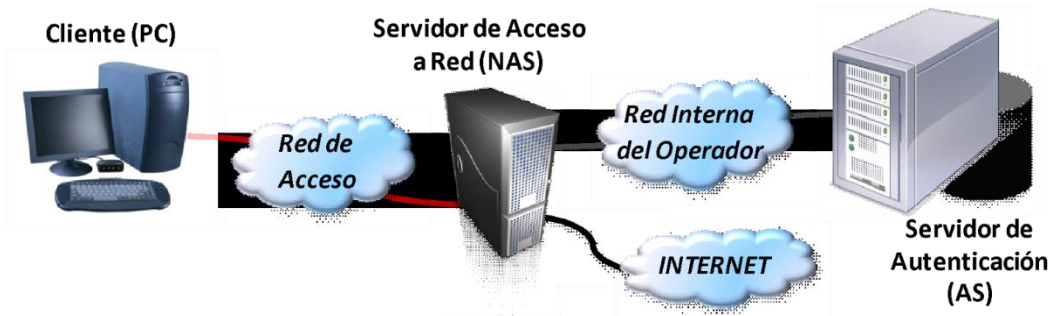 Cliente (PC)
Servidor de Acceso
a Red (NAS)
Red de
Acceso
Red Interna
del Operador
INTERNET
Servidor de
Autenticación
(AS)